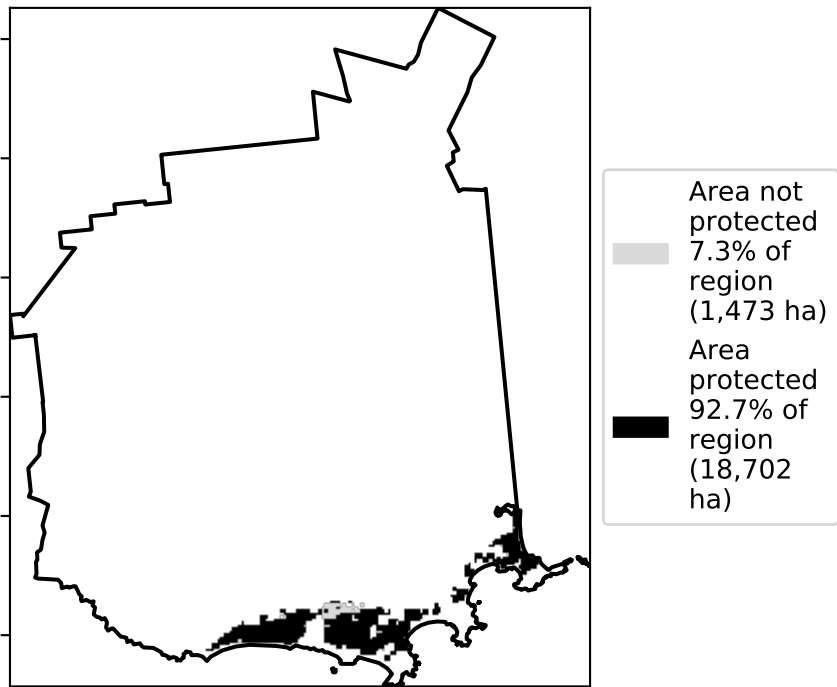 Area not
protected
7.3% of
region
(1,473 ha)
Area
protected
92.7% of
region
(18,702
ha)